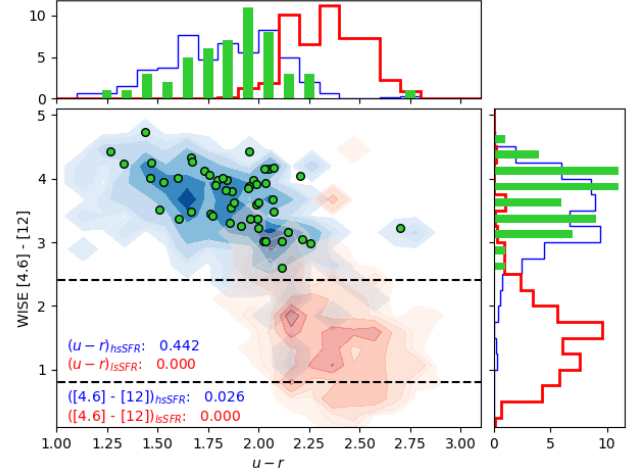 10
5
0
5
4
3
2
1
WISE [4.6] - [12]
(u − r)hsSFR: 0.442
(u − r)lsSFR: 0.000
([4.6] - [12])hsSFR: 0.026
([4.6] - [12])lsSFR: 0.000
1.00 1.25 1.50 1.75 2.00 2.25 2.50 2.75 3.00
u − r
0 5 10